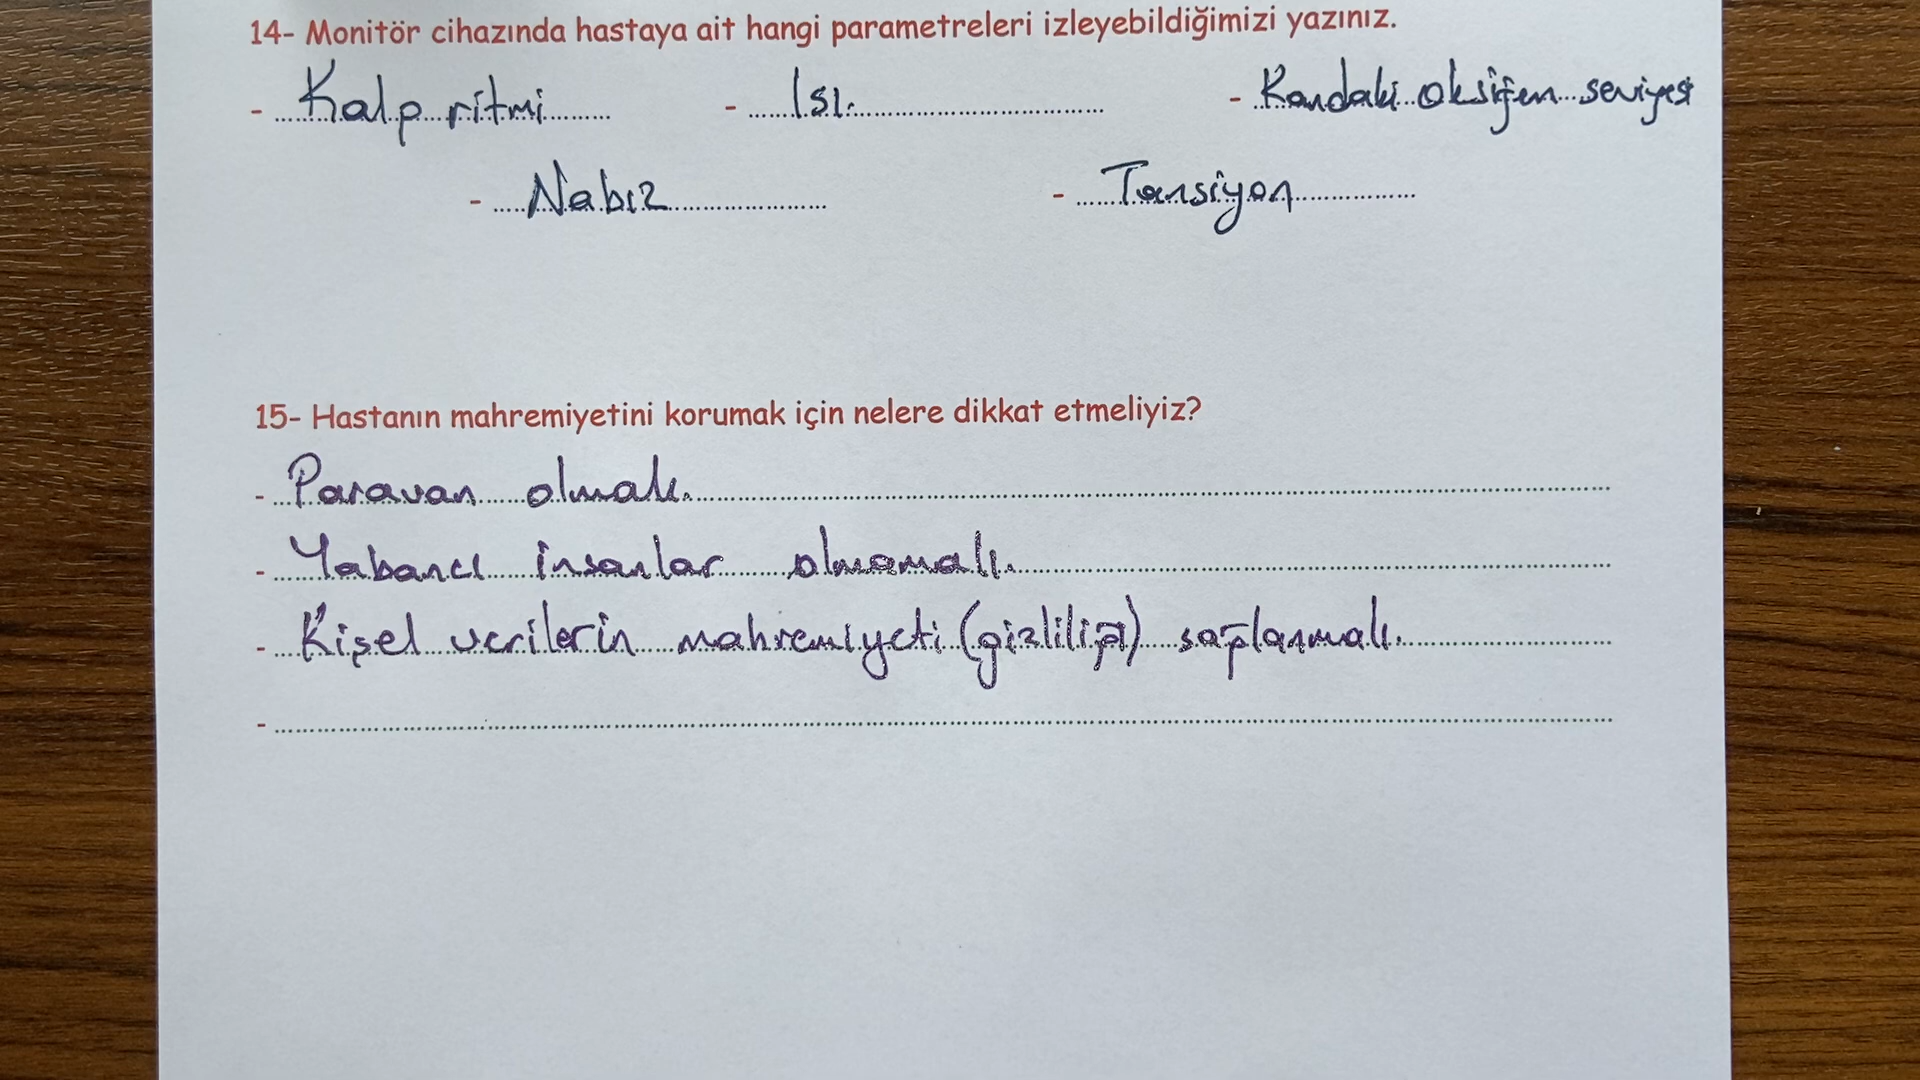 14- Monitör cihazında hastaya ait hangi parametreleri izleyebildiğimizi yazınız.
- Kalp ritmi - Isı. - Kandaki oksijen seviyesi
- Nabız - Tansiyon
15- Hastanın mahremiyetini korumak için nelere dikkat etmeliyiz?
- Paravan olmalı.
- Yabancı insanlar olmamalı.
- Kişel verilerin mahremiyeti (gizliliği) sağlanmalı.
-